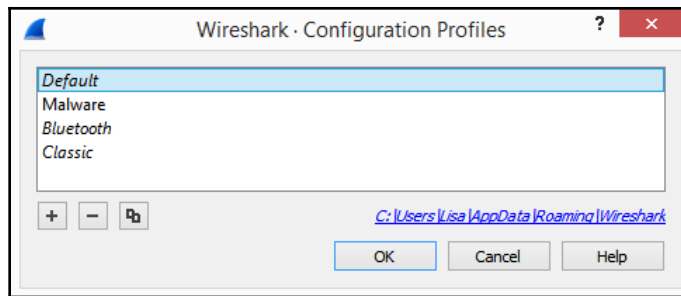 Wireshark · Configuration Profiles
?
Default
Malware
Bluetooth
Classic
C:\Users\Lisa\AppData\Roaming\Wireshark
OK Cancel Help